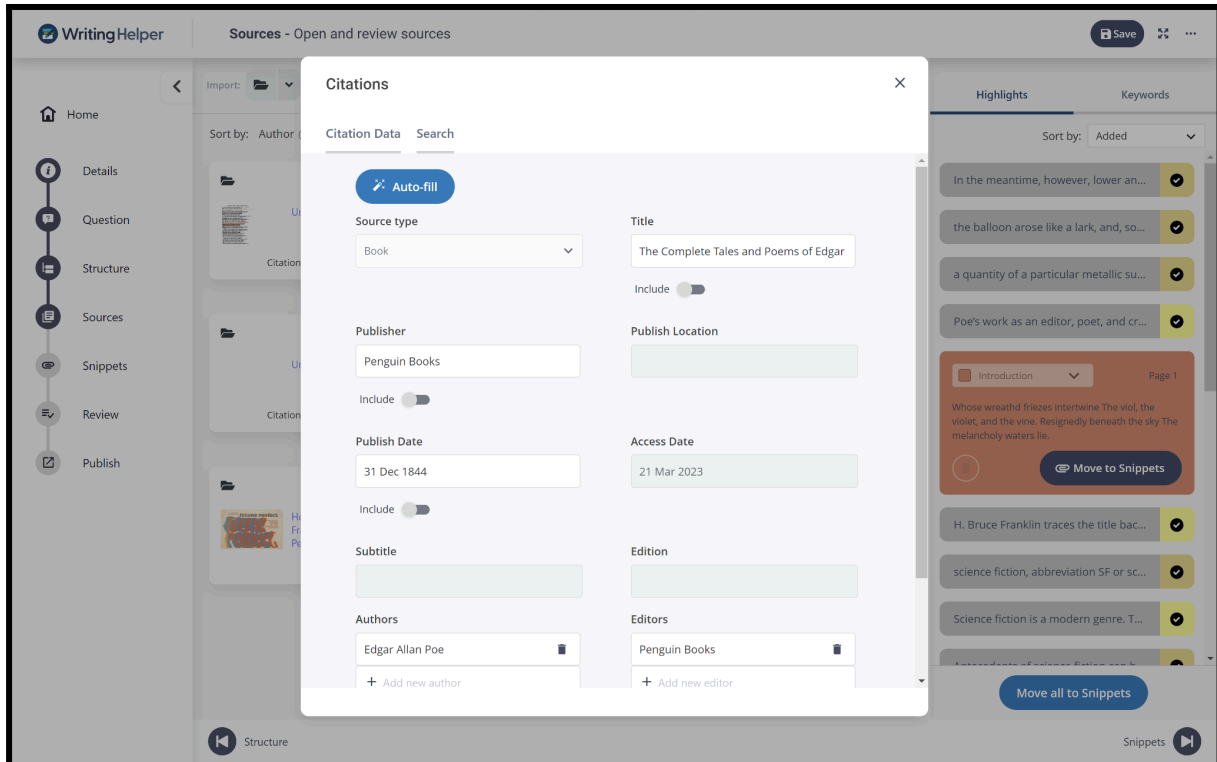 WritingHelper
Sources - Open and review sources
Save
Home
Details
Question
Structure
Sources
Snippets
Review
Publish
Import:
Sort by: Author
Citation
Citation
Citations
Citation Data Search
Auto-fill
Source type
Book
Title
The Complete Tales and Poems of Edgar
Include
Publisher
Penguin Books
Include
Publish Location
Publish Date
31 Dec 1844
Include
Access Date
21 Mar 2023
Subtitle
Edition
Authors
Edgar Allan Poe
+ Add new author
Editors
Penguin Books
+ Add new editor
Highlights Keywords
Sort by: Added
In the meantime, however, lower an...
the balloon arose like a lark, and, so...
a quantity of a particular metallic su...
Poe's work as an editor, poet, and cr...
Introduction
Page 1
Whose wreathd friezes intertwine The viol, the
violet, and the vine. Resignedly beneath the sky The
melancholy waters lie.
Move to Snippets
H. Bruce Franklin traces the title bac...
science fiction, abbreviation SF or sc...
Science fiction is a modern genre. T...
Move all to Snippets
Structure
Snippets